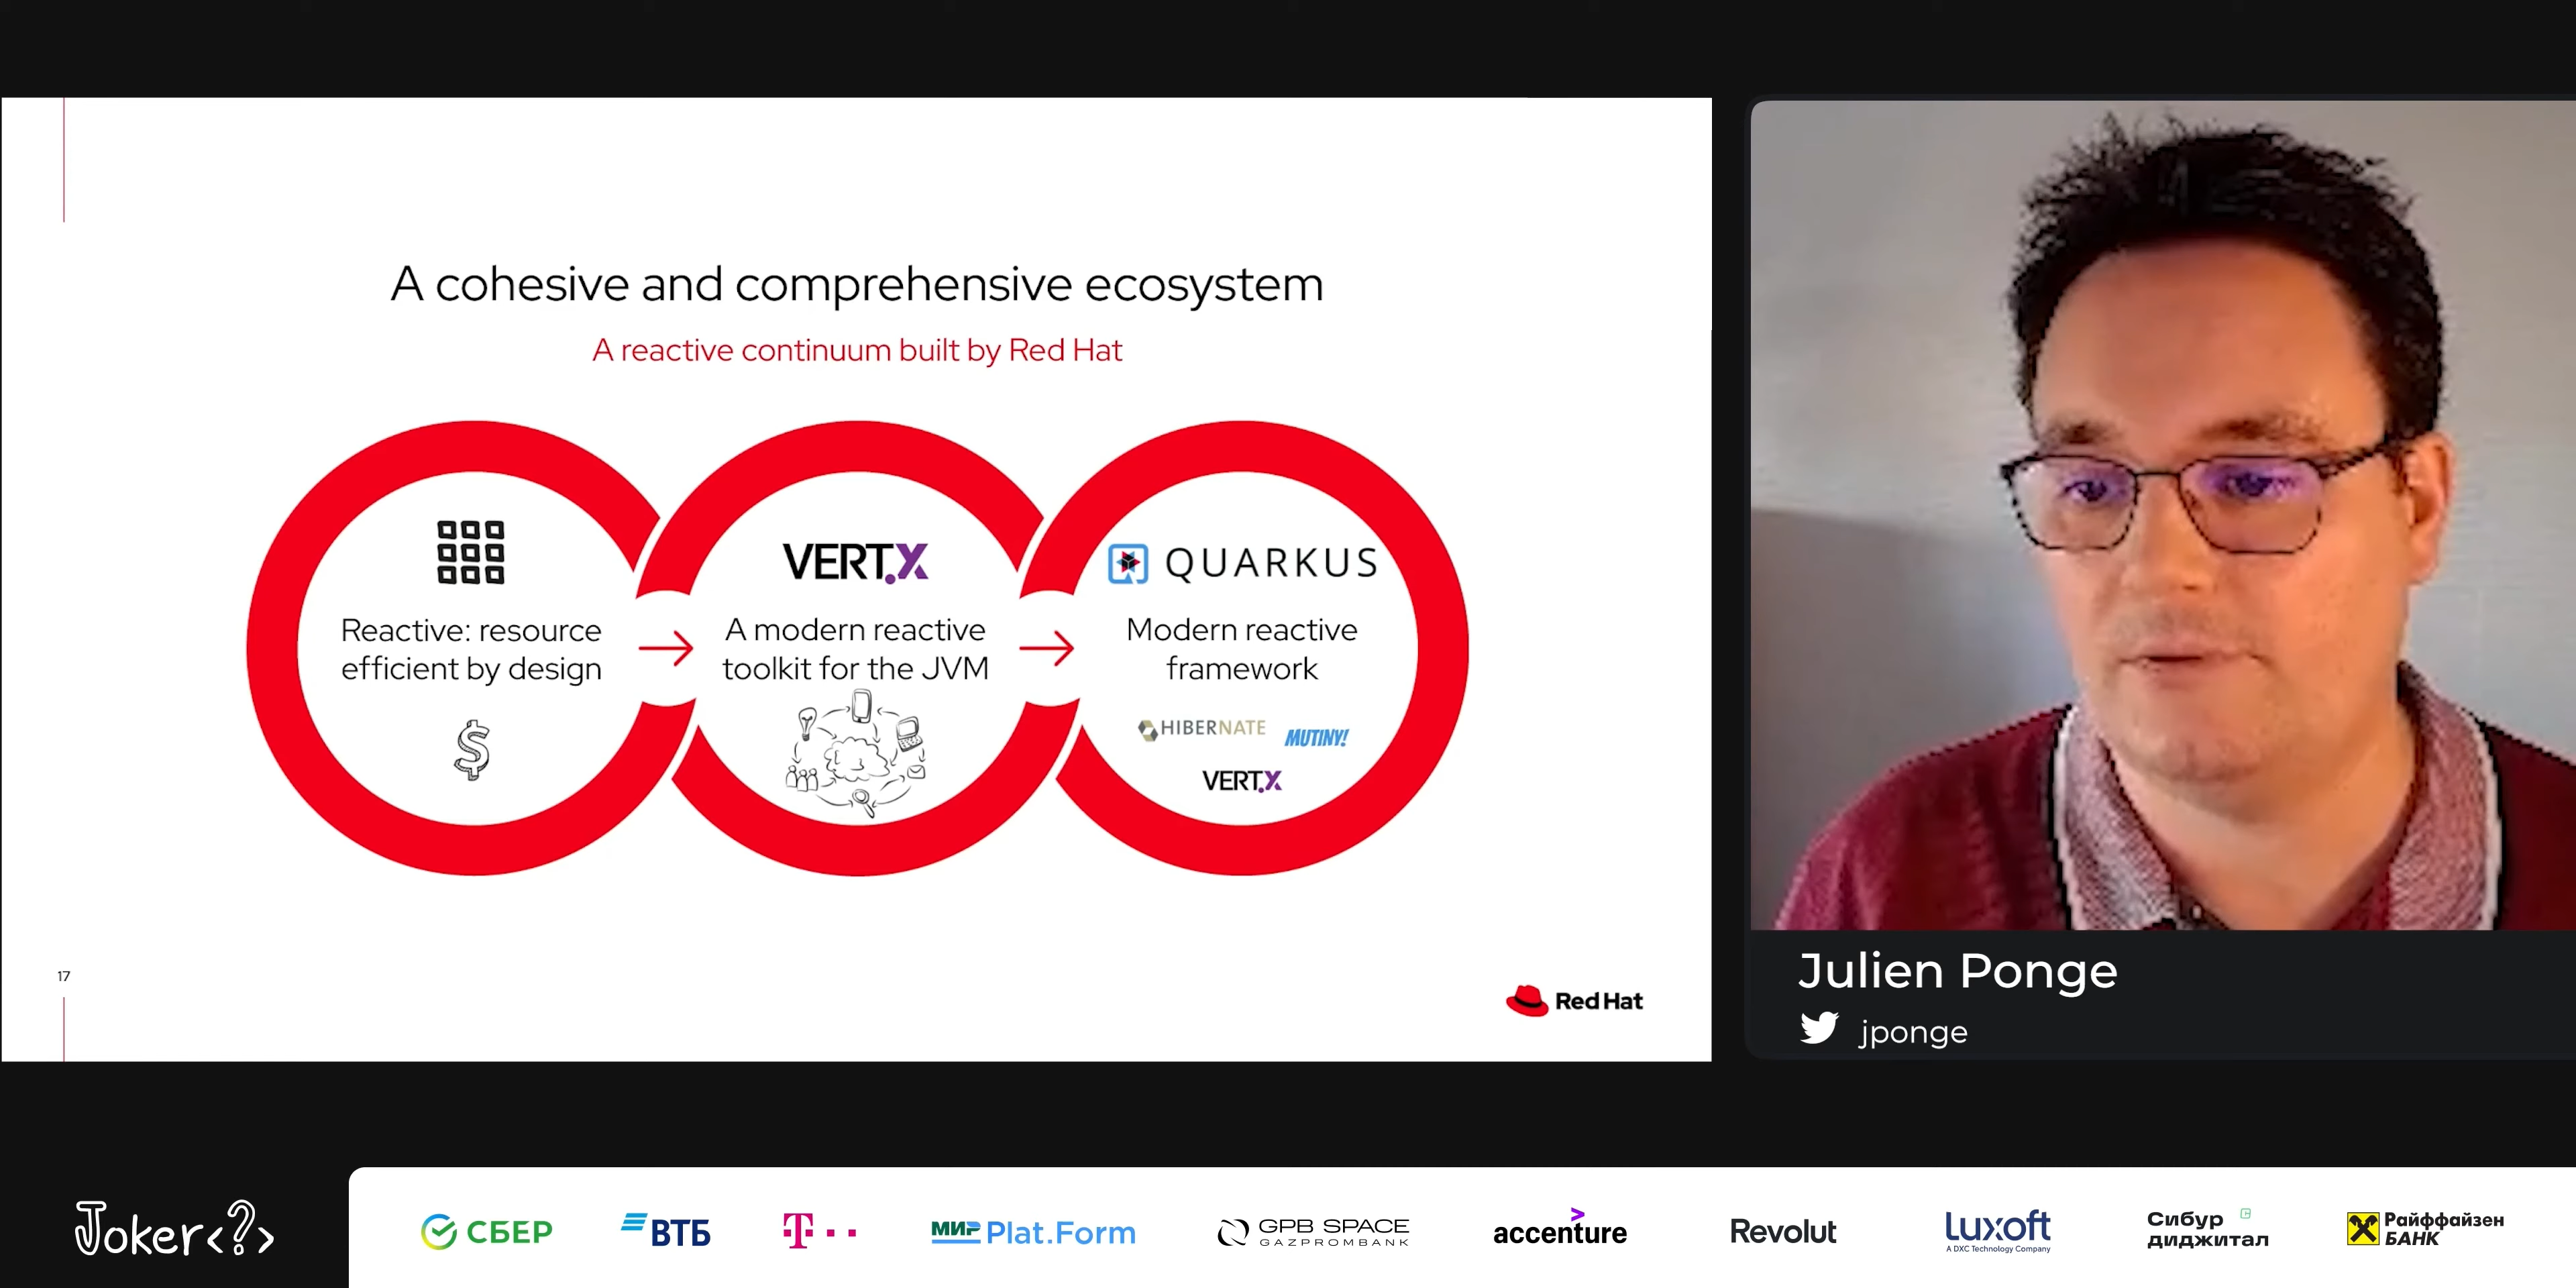 A cohesive and comprehensive ecosystem
A reactive continuum built by Red Hat
Reactive: resource
efficient by design
$
VERT.X
A modern reactive
toolkit for the JVM
QUARKUS
Modern reactive
framework
HIBERNATE
MUTINY!
VERT.X
17
Red Hat
Julien Ponge
jponge
Joker<?>
СБЕР
ВТБ
T
МИР Plat.Form
GPB SPACE
GAZPROMBANK
accenture
Revolut
Luxoft
A DXC Technology Company
Сибур
диджитал
Райффайзен
БАНК